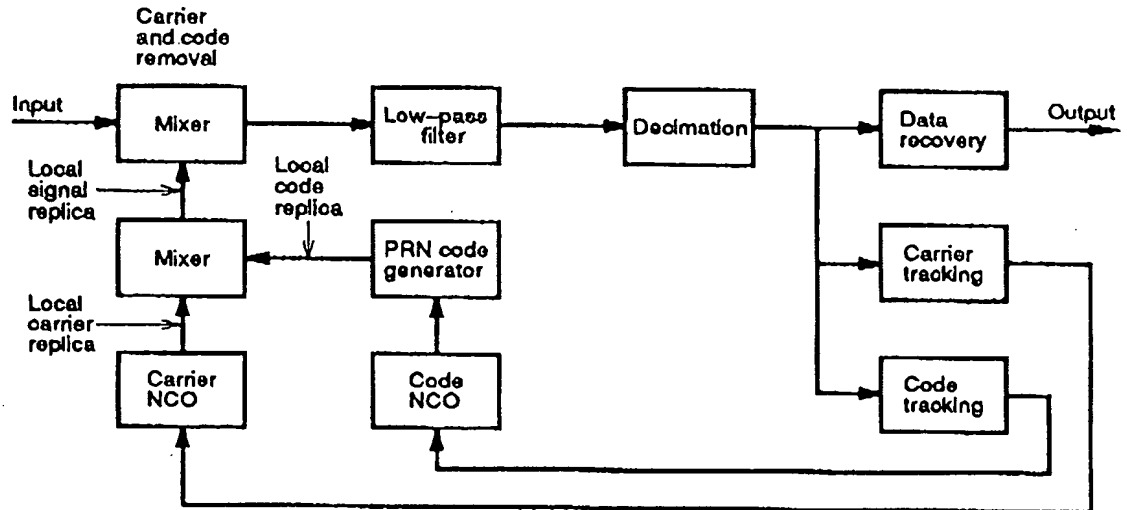 Carrier
and code
removal
Input
Mixer
Low-pass
filter
Decimation
Data
recovery
Output
Local
signal
replica
Local
code
replica
Mixer
PRN code
generator
Carrier
tracking
Local
carrier
replica
Carrier
NCO
Code
NCO
Code
tracking